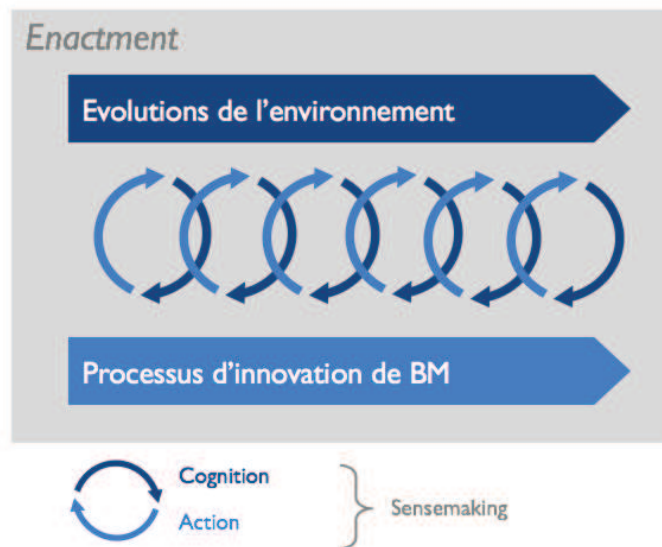 Enactment
Evolutions de l'environnement
Processus d'innovation de BM
Cognition
Action
Sensemaking